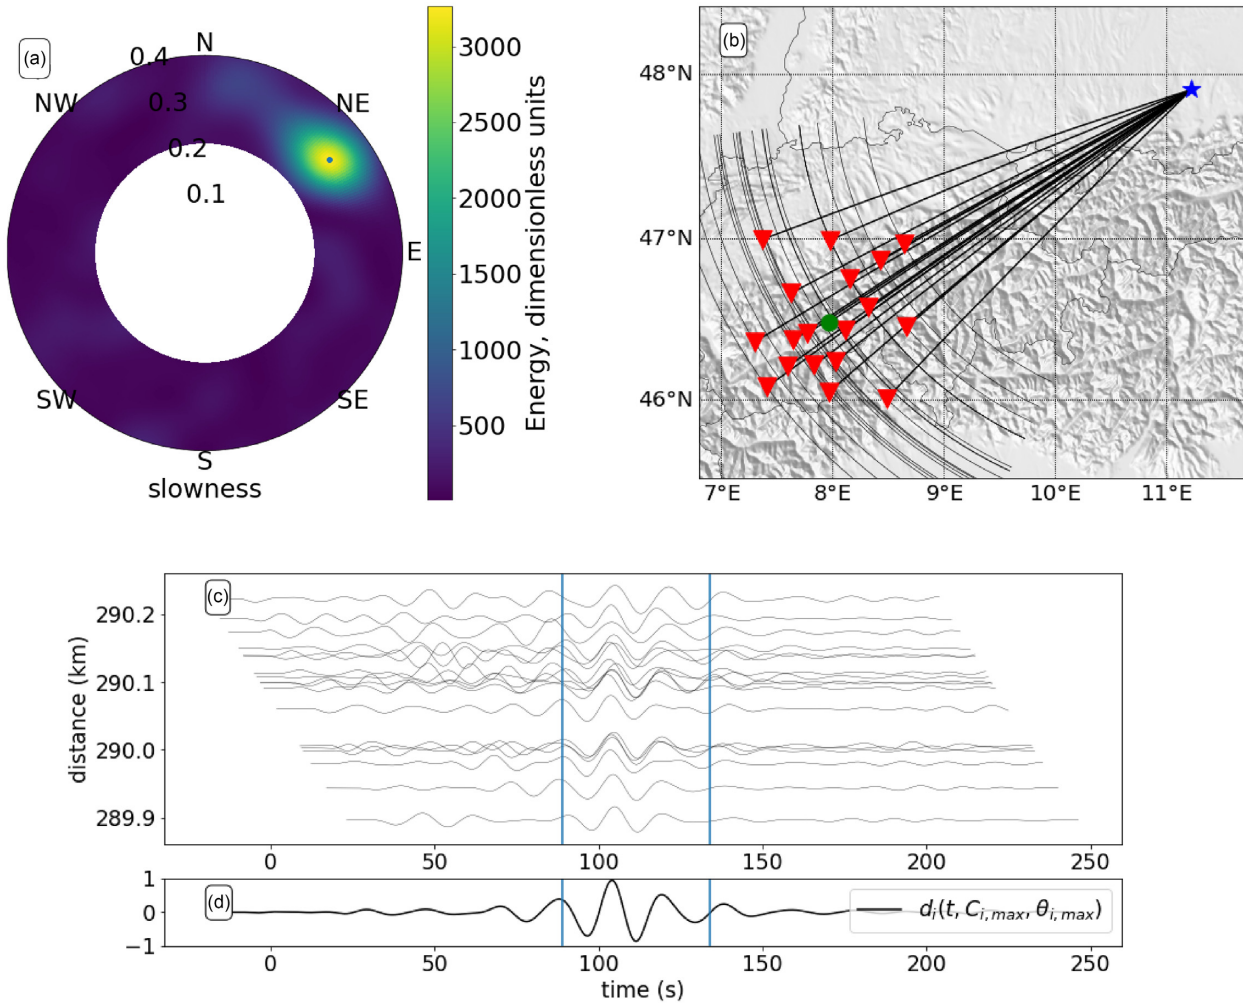 (a)
N
NE
E
SE
S
SW
NW
0.4
0.3
0.2
0.1
slowness
3000
2500
2000
1500
1000
500
Energy, dimensionless units
(b)
48°N
47°N
46°N
7°E 8°E 9°E 10°E 11°E
(c)
distance (km)
290.2
290.1
290.0
289.9
0 50 100 150 200 250
(d)
1
0
−1
d_i(t, C_{i,max}, θ_{i,max})
0 50 100 150 200 250
time (s)